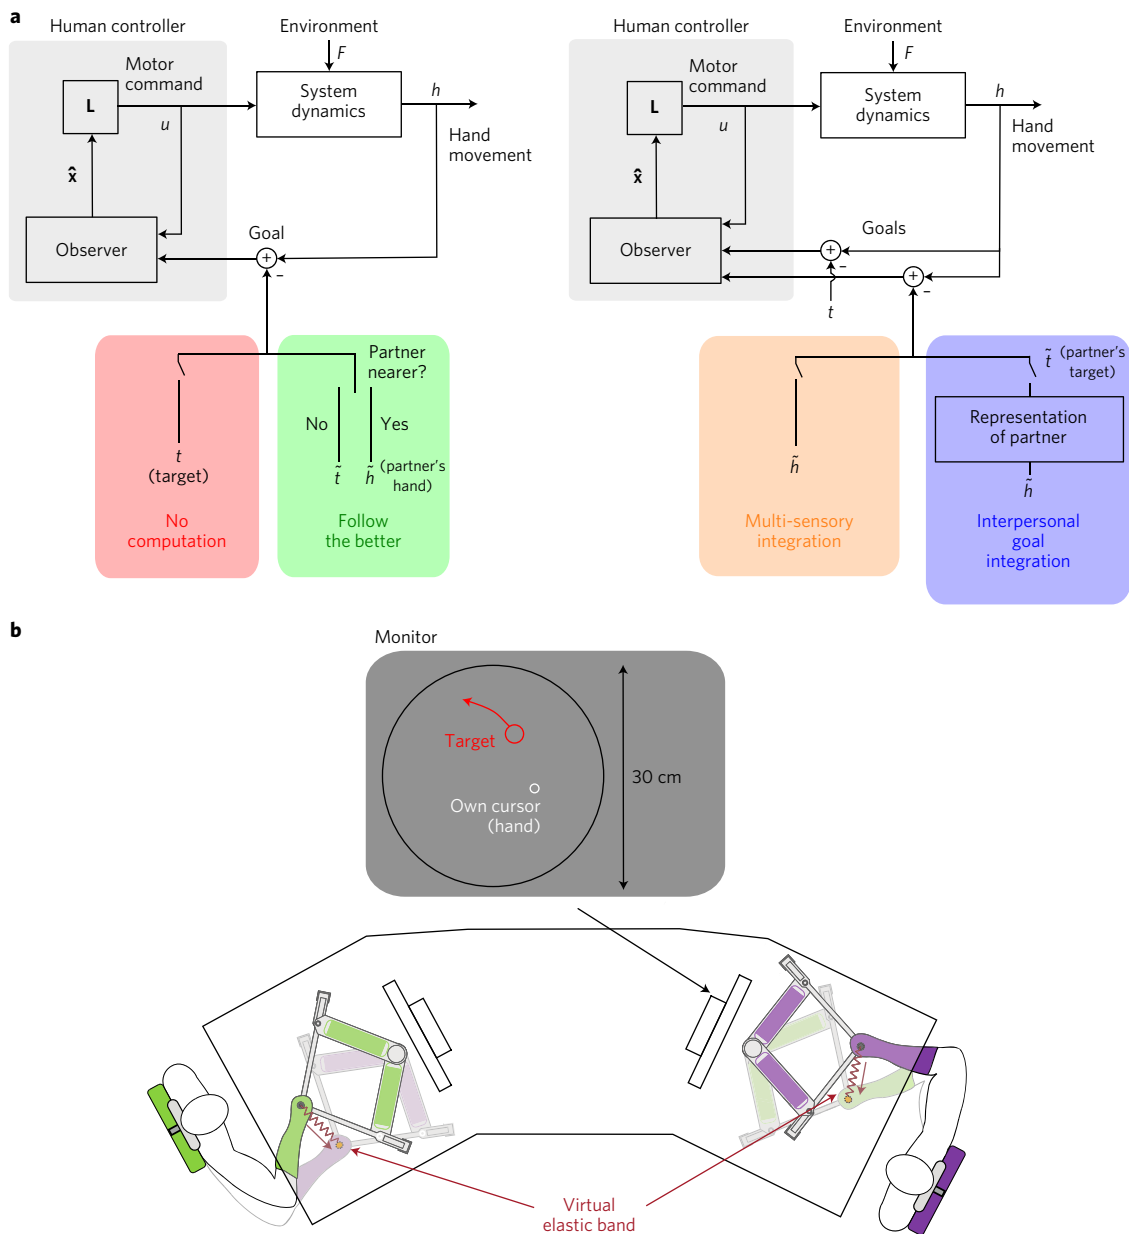 a
Human controller
Environment
F
Motor
command
L
System
dynamics
h
u
Hand
movement
x̂
Observer
Goal
+
–
Partner
nearer?
No
Yes
t
(target)
t̃
h̃
(partner's
hand)
No
computation
Follow
the better
Human controller
Environment
F
Motor
command
L
System
dynamics
h
u
Hand
movement
x̂
Observer
Goals
+
–
+
–
t
t̃
(partner's
target)
Representation
of partner
h̃
h̃
Multi-sensory
integration
Interpersonal
goal
integration
b
Monitor
Target
30 cm
Own cursor
(hand)
Virtual
elastic band